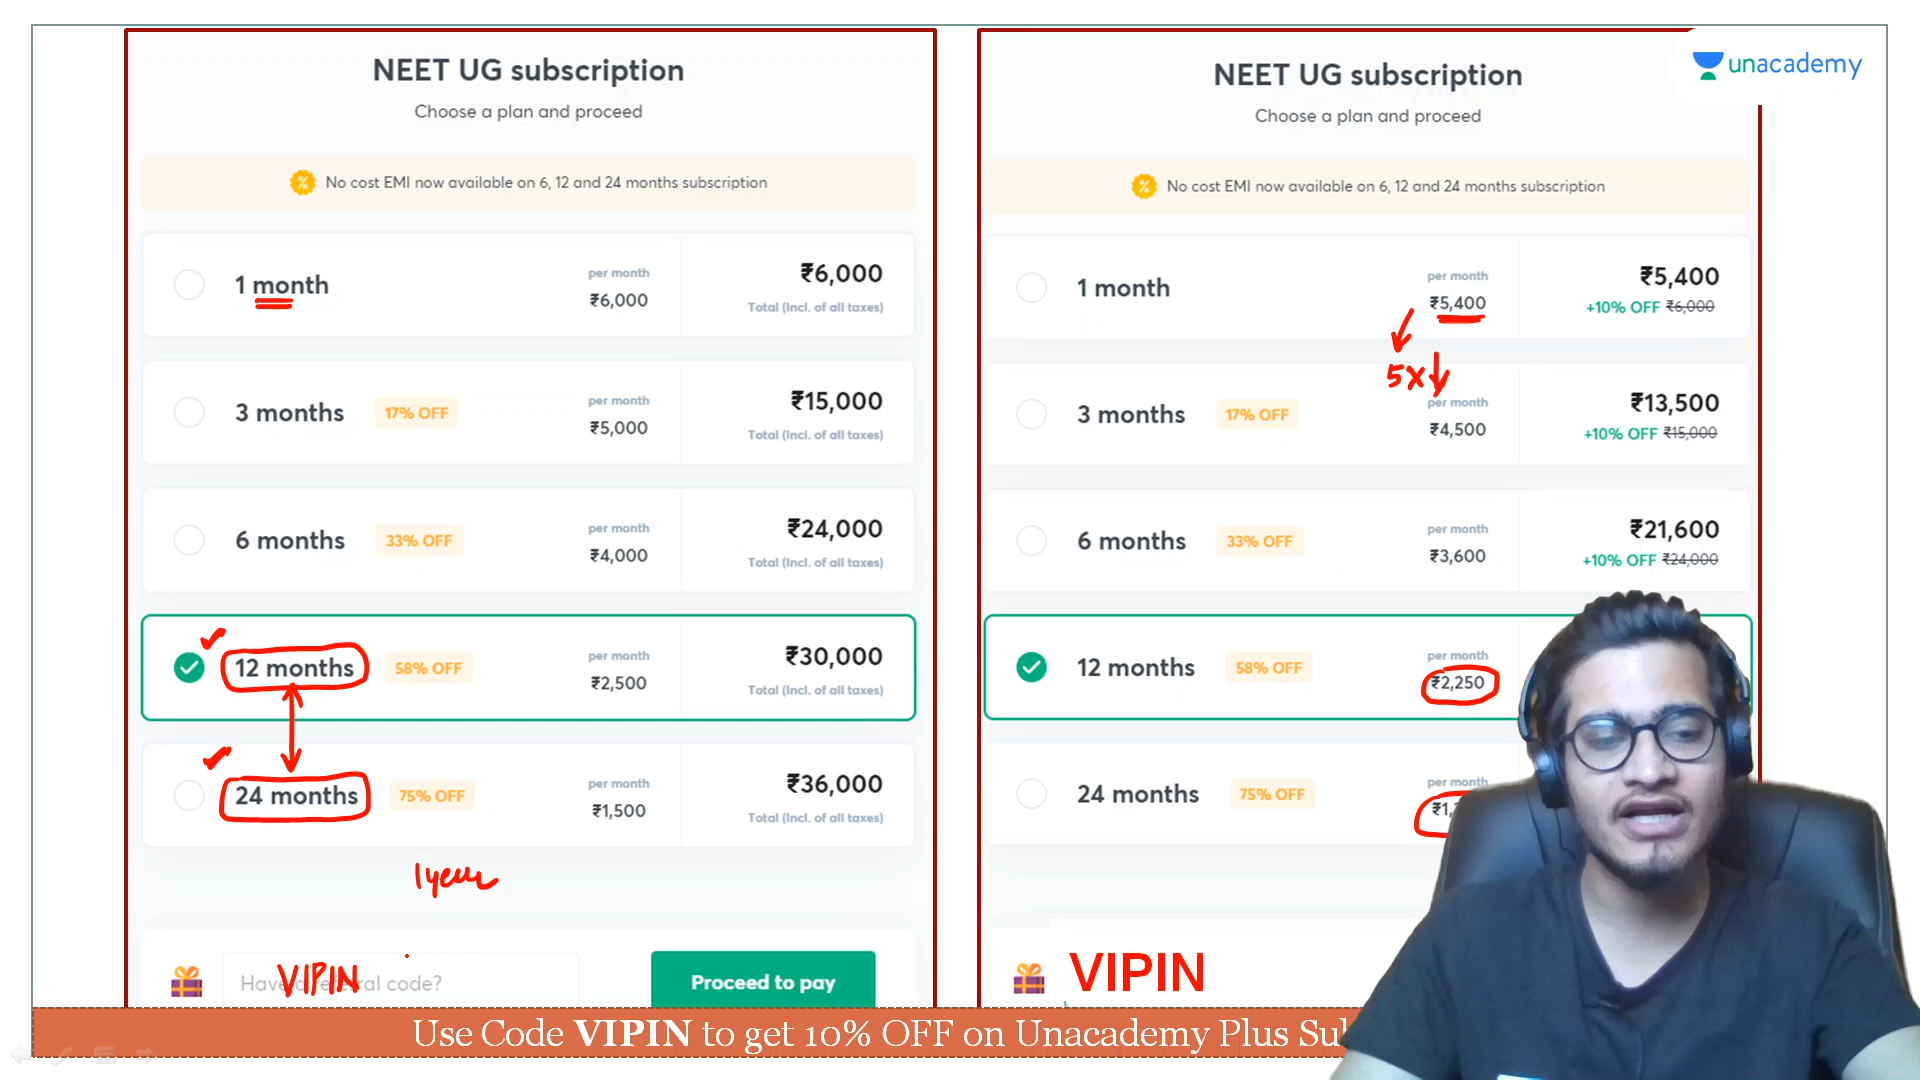 NEET UG subscription
Choose a plan and proceed
% No cost EMI now available on 6, 12 and 24 months subscription
1 month
per month
₹6,000
₹6,000
Total (Incl. of all taxes)
3 months
17% OFF
per month
₹5,000
₹15,000
Total (Incl. of all taxes)
6 months
33% OFF
per month
₹4,000
₹24,000
Total (Incl. of all taxes)
12 months
58% OFF
per month
₹2,500
₹30,000
Total (Incl. of all taxes)
24 months
75% OFF
per month
₹1,500
₹36,000
Total (Incl. of all taxes)
1 year
Have a referral code?
VIPIN
Proceed to pay
unacademy
NEET UG subscription
Choose a plan and proceed
% No cost EMI now available on 6, 12 and 24 months subscription
1 month
per month
₹5,400
₹5,400
+10% OFF ₹6,000
5x
3 months
17% OFF
per month
₹4,500
₹13,500
+10% OFF ₹15,000
6 months
33% OFF
per month
₹3,600
₹21,600
+10% OFF ₹24,000
12 months
58% OFF
per month
₹2,250
24 months
75% OFF
per month
₹1,
VIPIN
Use Code VIPIN to get 10% OFF on Unacademy Plus